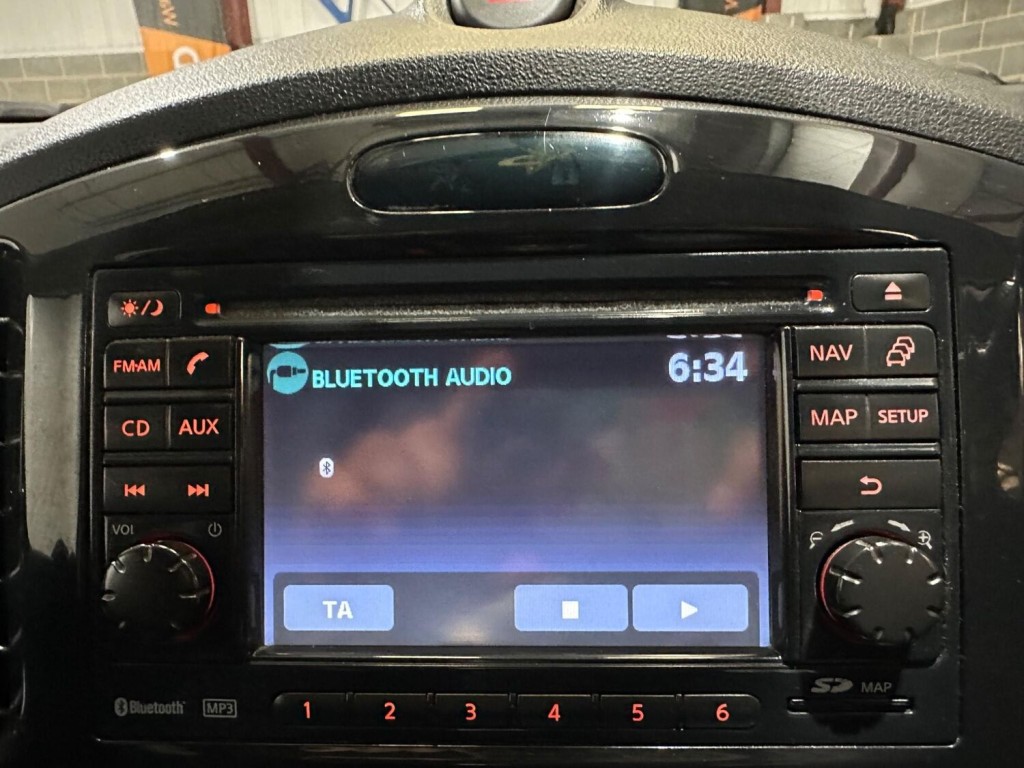 FM·AM
NAV
BLUETOOTH AUDIO
6:34
CD
AUX
MAP
SETUP
VOL
TA
Bluetooth
MP3
1
2
3
4
5
6
SD
MAP